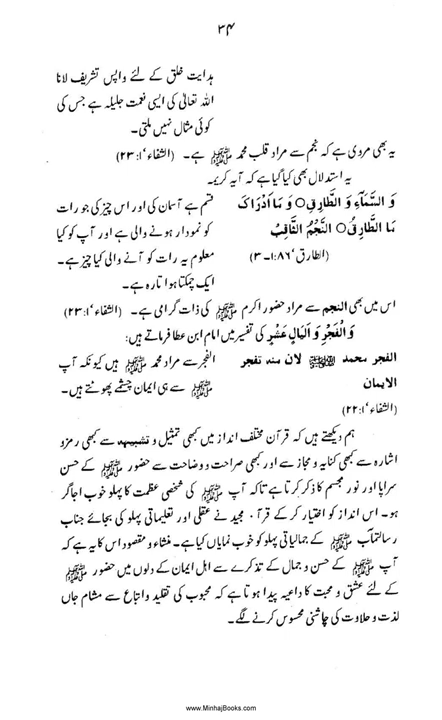 ۳۴
ہدایت خلق کے لئے واپس تشریف لانا
اللہ تعالیٰ کی ایسی نعمت جلیلہ ہے جس کی
کوئی مثال نہیں ملتی۔
یہ بھی مروی ہے کہ نجم سے مراد قلب محمد ﷺ ہے۔ (الشفاء‘ ۱: ۲۳)
یہ استدلال بھی کیا گیا ہے کہ آیہ کریمہ۔
وَ السَّمَاءِ وَ الطَّارِقِ○ وَ مَا اَدْرَاکَ
مَا الطَّارِقُ○ النَّجْمُ الثَّاقِبُ
(الطارق‘ ۸۶: ۱-۳)
قسم ہے آسمان کی اور اس چیز کی جو رات
کو نمودار ہونے والی ہے اور آپ کو کیا
معلوم یہ رات کو آنے والی کیا چیز ہے۔
ایک چمکتا ہوا تارہ ہے۔
اس میں بھی النجم سے مراد حضور اکرم ﷺ کی ذات گرامی ہے۔ (الشفاء‘ ۱: ۲۳)
وَ الْفَجْرِ وَ لَیَالٍ عَشْرٍ کی تفسیر میں امام ابن عطا فرماتے ہیں:
الفجر محمد ﷺ لان منه تفجر
الایمان
(الشفاء‘ ۱: ۲۲)
الفجر سے مراد محمد ﷺ ہیں کیونکہ آپ
ﷺ سے ہی ایمان چشمے پھوٹتے ہیں۔
ہم دیکھتے ہیں کہ قرآن مختلف انداز میں کبھی تمثیل و تشبیہ سے کبھی رمز و
اشارہ سے کبھی کنایہ و مجاز سے اور کبھی صراحت و وضاحت سے حضور ﷺ کے حسن
سراپا اور نور مجسم کا ذکر کرتا ہے تاکہ آپ ﷺ کی شخصی عظمت کا پہلو خوب اجاگر
ہو۔ اس انداز کو اختیار کر کے قرآن مجید نے عقلی اور تعلیماتی پہلو کی بجائے جناب
رسالتمآب ﷺ کے جمالیاتی پہلو کو خوب نمایاں کیا ہے۔ منشاء و مقصود اس کا یہ ہے کہ
آپ ﷺ کے حسن و جمال کے تذکرے سے اہل ایمان کے دلوں میں حضور ﷺ
کے لئے عشق و محبت کا داعیہ پیدا ہوتا ہے کہ محبوب کی تقلید و اتباع سے مشام جاں
لذت و حلاوت کی چاشنی محسوس کرنے لگے۔
www.MinhajBooks.com